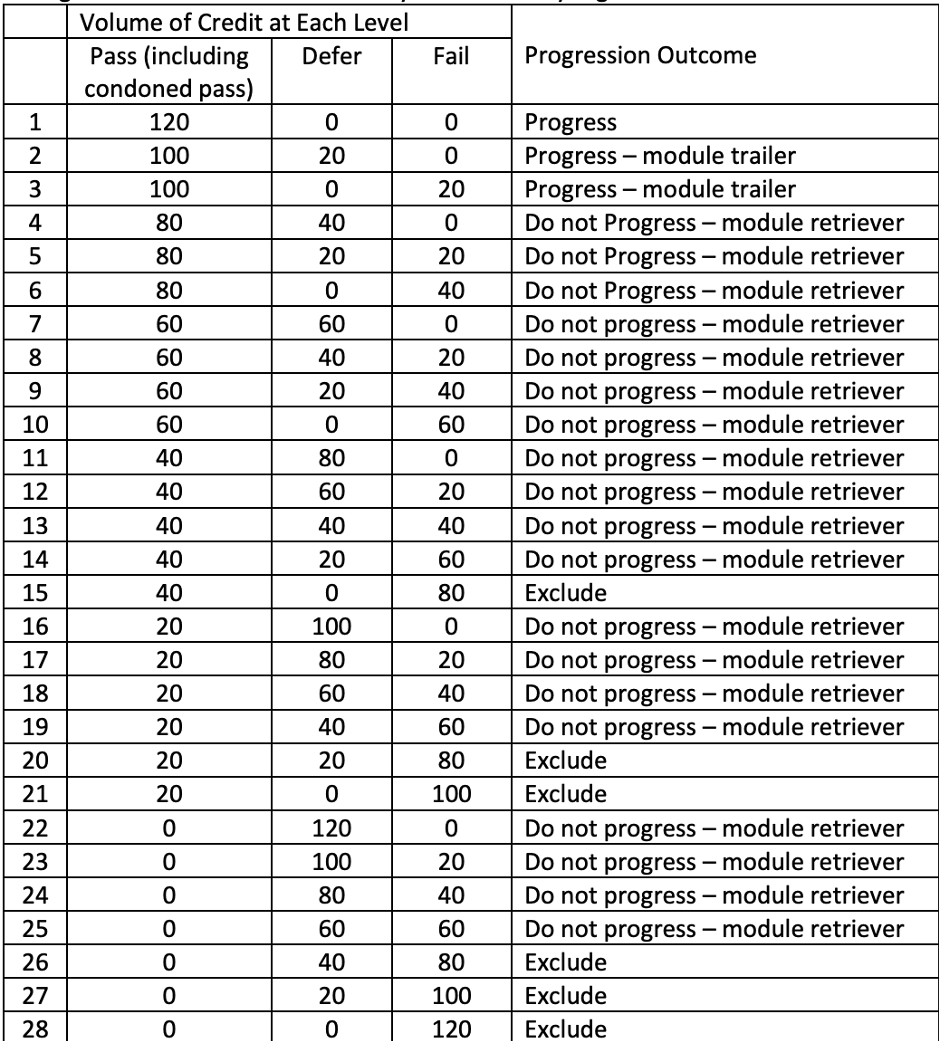 Volume of Credit at Each Level
Pass (including condoned pass) Defer Fail Progression Outcome
1 120 0 0 Progress
2 100 20 0 Progress – module trailer
3 100 0 20 Progress – module trailer
4 80 40 0 Do not Progress – module retriever
5 80 20 20 Do not Progress – module retriever
6 80 0 40 Do not Progress – module retriever
7 60 60 0 Do not progress – module retriever
8 60 40 20 Do not progress – module retriever
9 60 20 40 Do not progress – module retriever
10 60 0 60 Do not progress – module retriever
11 40 80 0 Do not progress – module retriever
12 40 60 20 Do not progress – module retriever
13 40 40 40 Do not progress – module retriever
14 40 20 60 Do not progress – module retriever
15 40 0 80 Exclude
16 20 100 0 Do not progress – module retriever
17 20 80 20 Do not progress – module retriever
18 20 60 40 Do not progress – module retriever
19 20 40 60 Do not progress – module retriever
20 20 20 80 Exclude
21 20 0 100 Exclude
22 0 120 0 Do not progress – module retriever
23 0 100 20 Do not progress – module retriever
24 0 80 40 Do not progress – module retriever
25 0 60 60 Do not progress – module retriever
26 0 40 80 Exclude
27 0 20 100 Exclude
28 0 0 120 Exclude